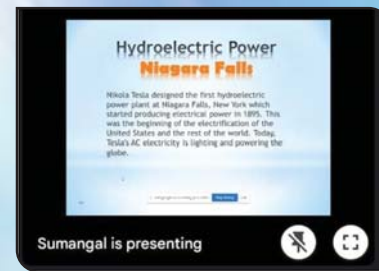 Hydroelectric Power
Niagara Falls
Nikola Tesla designed the first hydroelectric
power plant at Niagara Falls, New York which
started producing electrical power in 1895. This
was the beginning of the electrification of the
United States and the rest of the world. Today,
Tesla's AC electricity is lighting and powering the
globe.
Sumangal is presenting